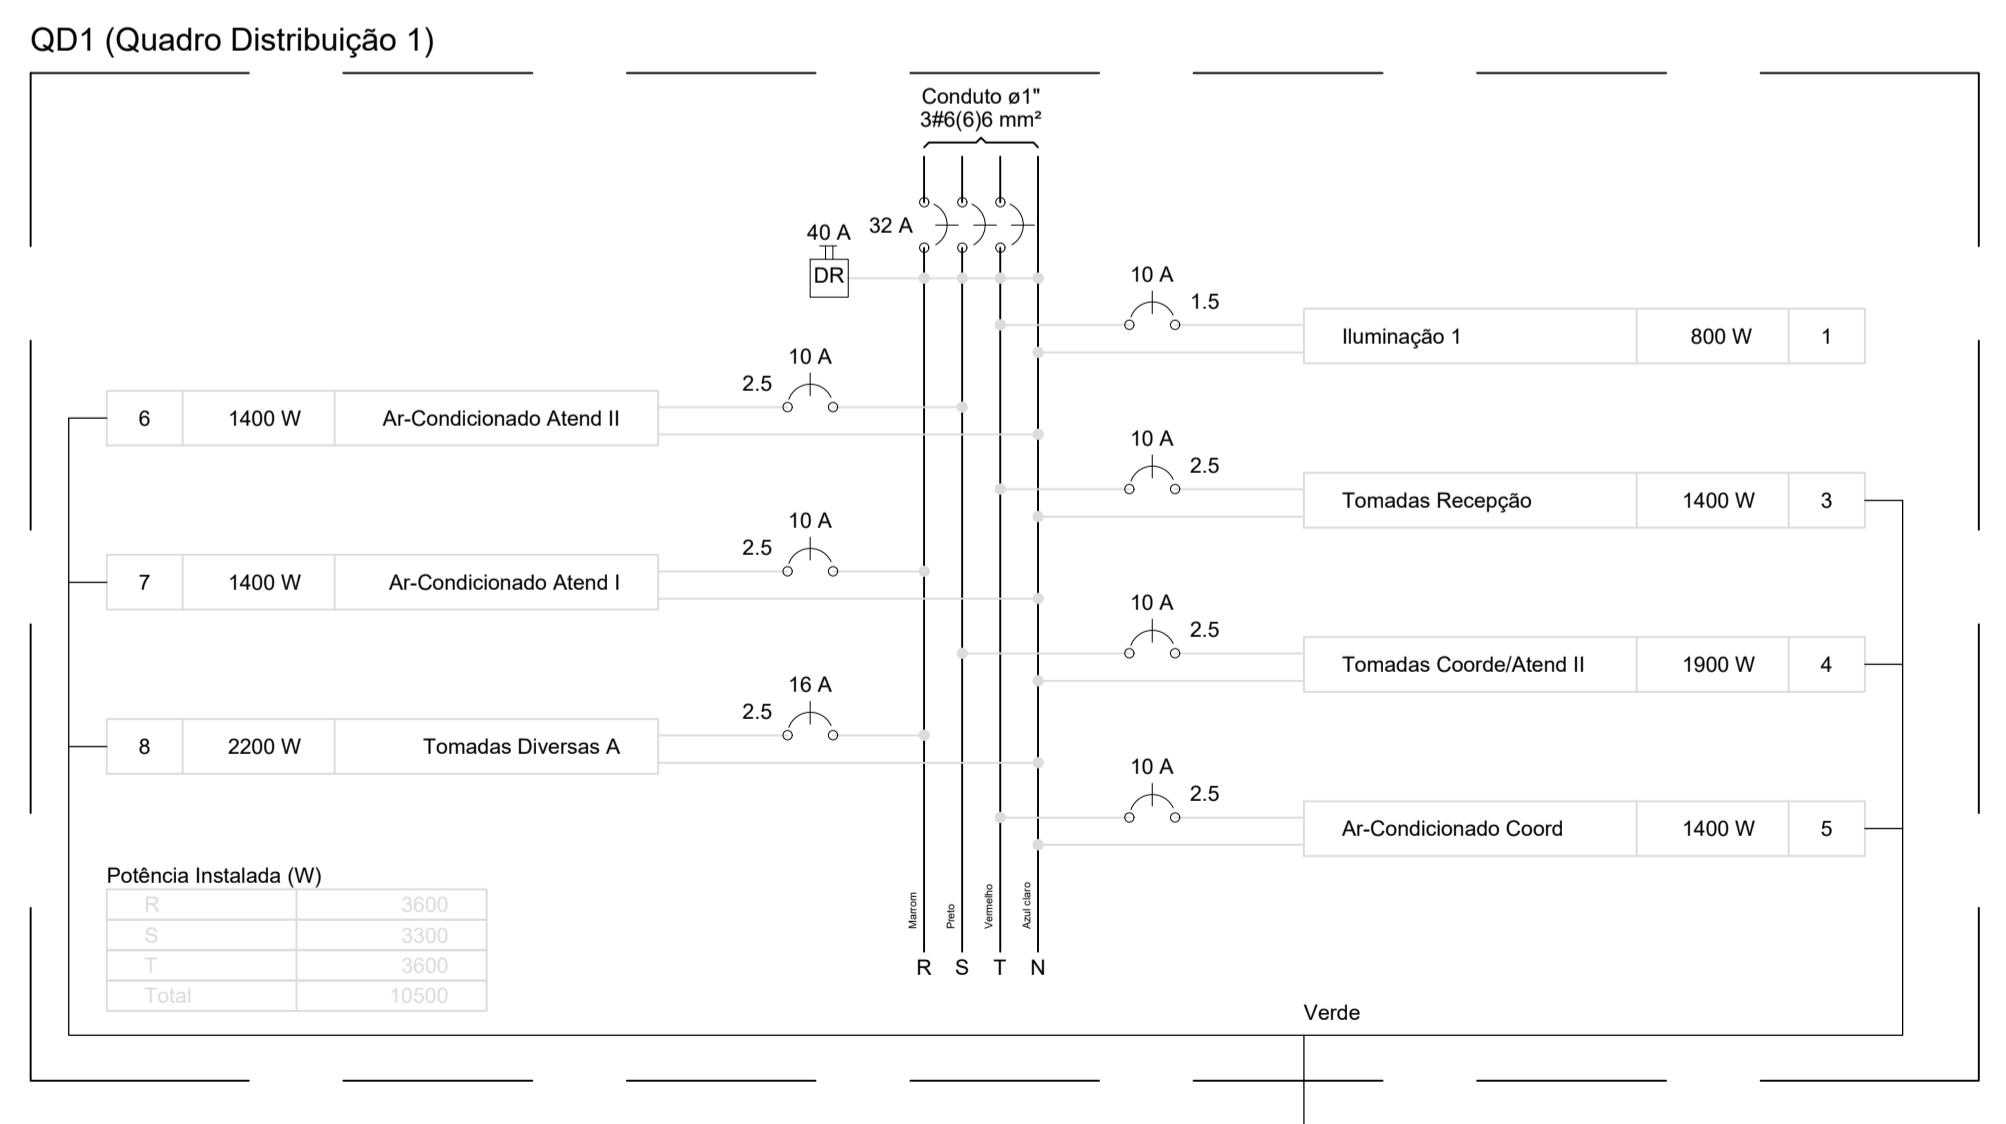 QD1 (Quadro Distribuição 1)
Conduto ø1"
3#6(6)6 mm²
32 A
40 A
DR
10 A
1.5
Iluminação 1 800 W 1
10 A
2.5
6 1400 W Ar-Condicionado Atend II
10 A
2.5
Tomadas Recepção 1400 W 3
10 A
2.5
7 1400 W Ar-Condicionado Atend I
10 A
2.5
Tomadas Coorde/Atend II 1900 W 4
16 A
2.5
8 2200 W Tomadas Diversas A
10 A
2.5
Ar-Condicionado Coord 1400 W 5
Potência Instalada (W)
R 3600
S 3300
T 3600
Total 10500
Marrom
Preto
Vermelho
Azul claro
R S T N
Verde